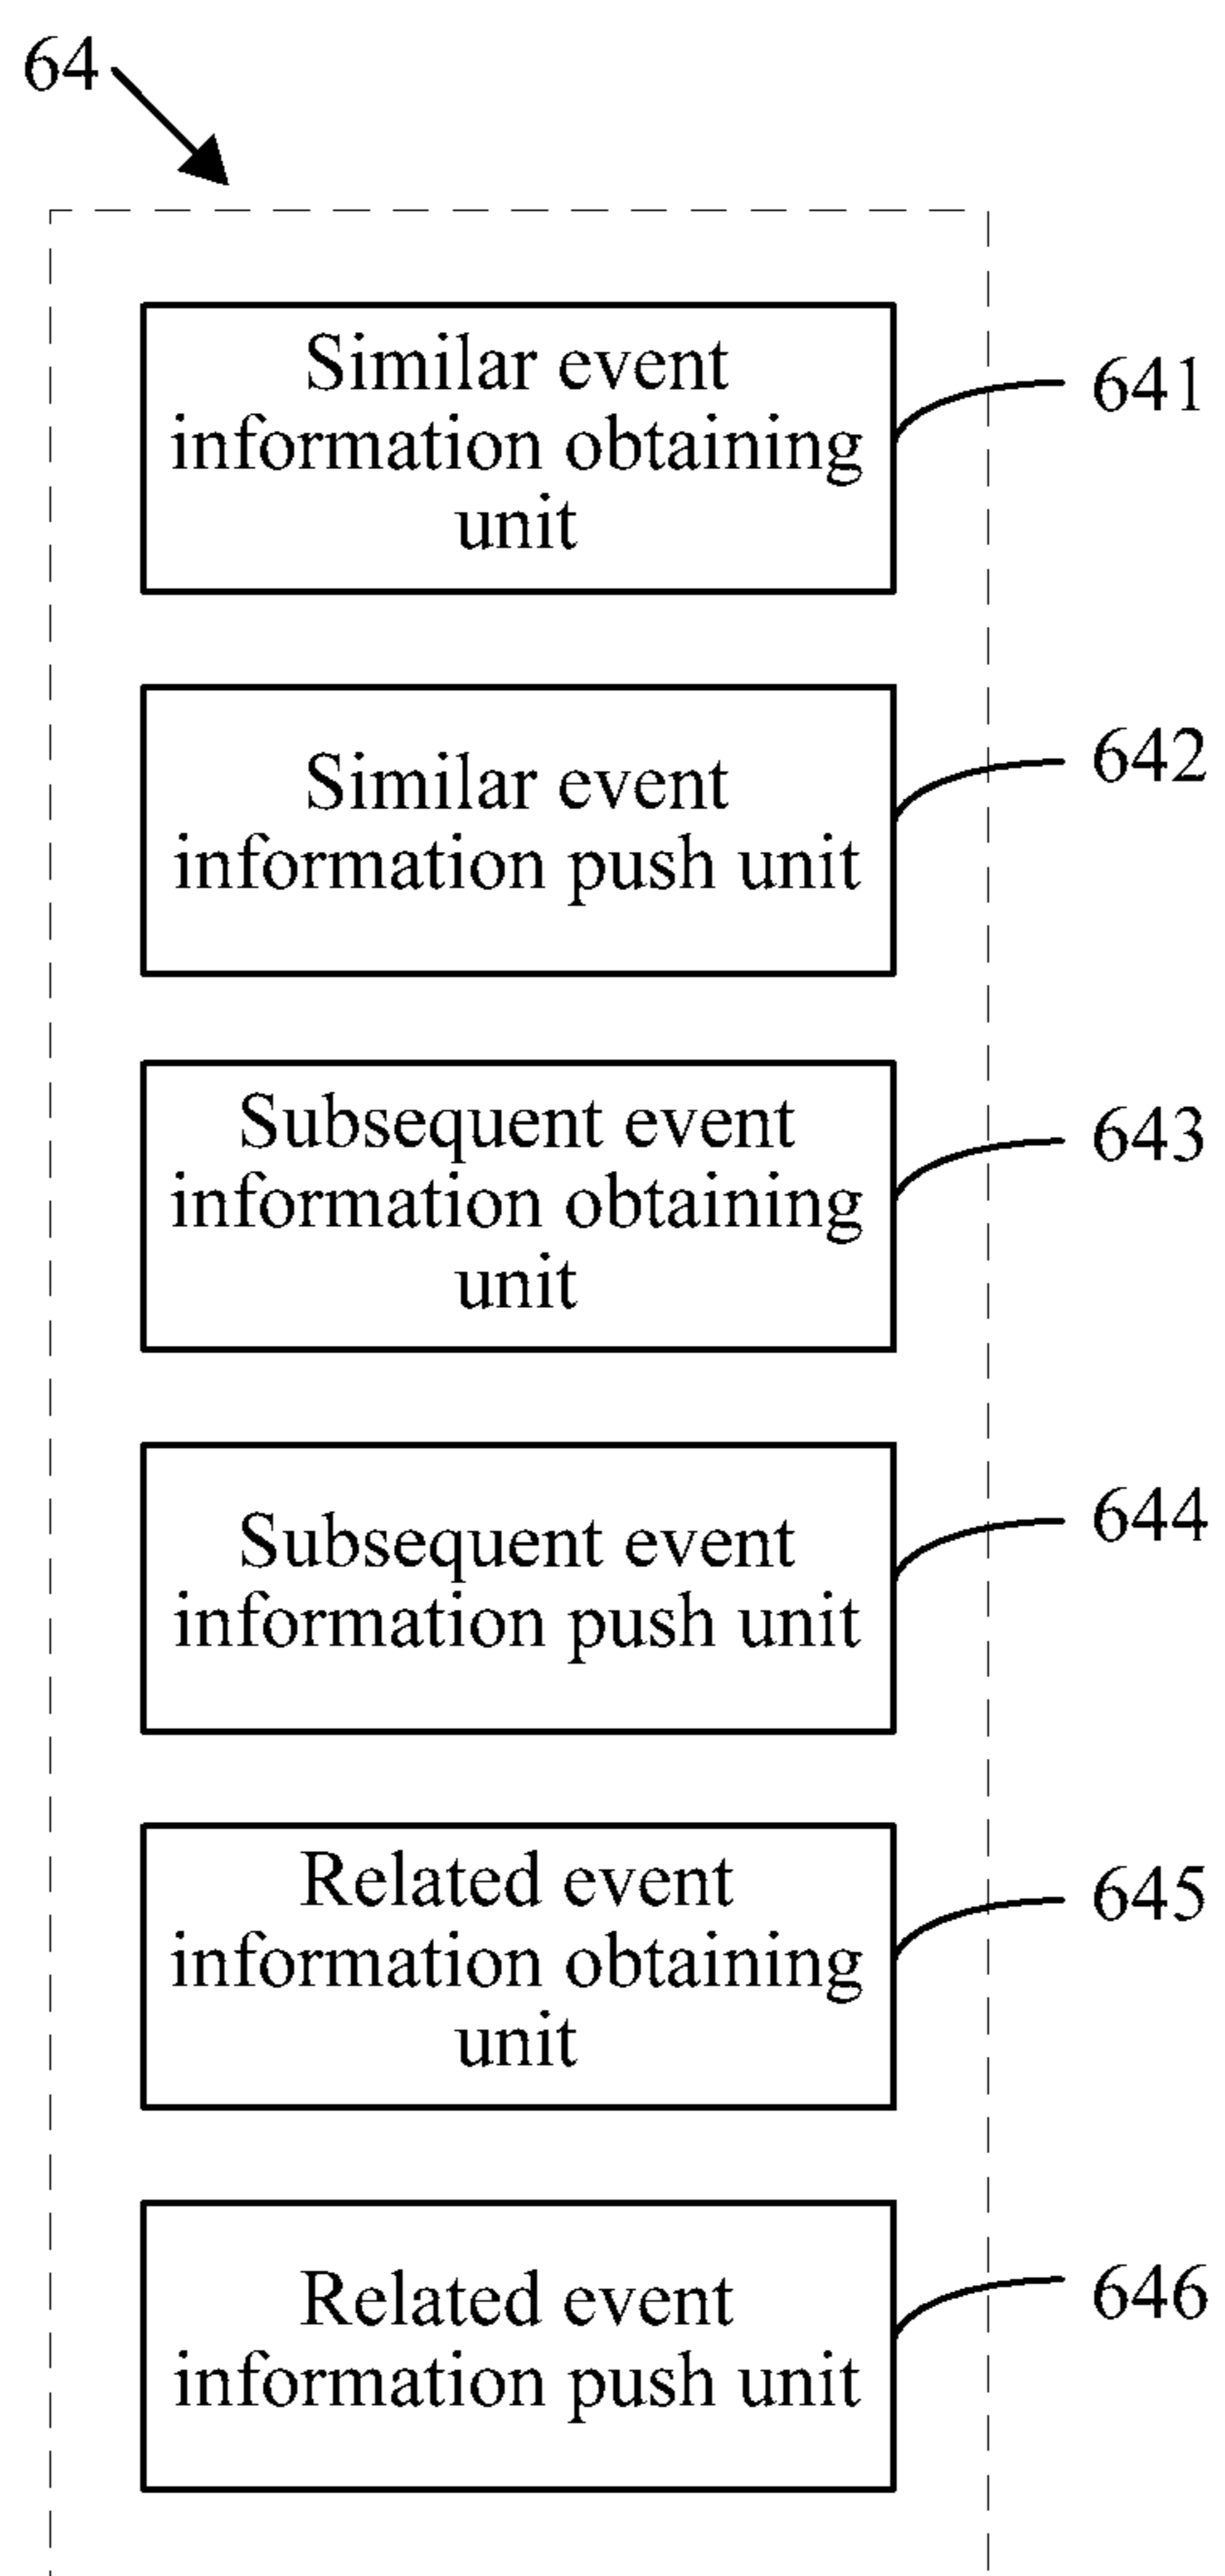 64
Similar event
information obtaining
unit
641
Similar event
information push unit
642
Subsequent event
information obtaining
unit
643
Subsequent event
information push unit
644
Related event
information obtaining
unit
645
Related event
information push unit
646